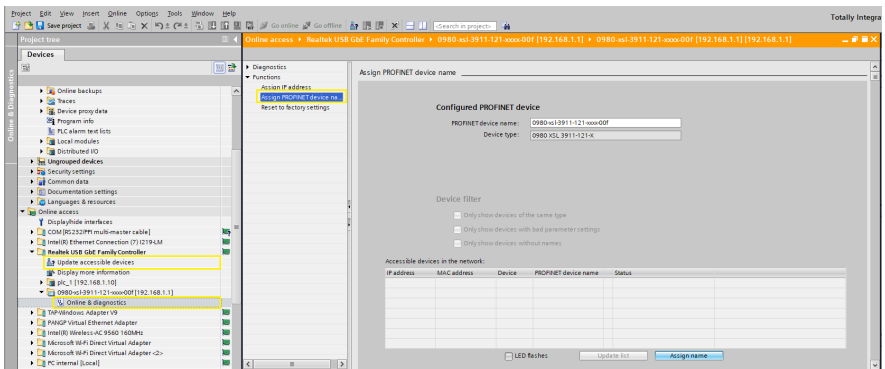 Project Edit View Insert Online Options Tools Window Help
Totally Integra
Save project
Go online
Go offline
<Search in project>
Project tree
Online access Realtek USB GbE Family Controller 0980-xsl-3911-121-xxxx-00f [192.168.1.1] 0980-xsl-3911-121-xxxx-00f [192.168.1.1] [192.168.1.1]
Devices
Online & Diagnostics
Online backups
Traces
Device proxy data
Program info
PLC alarm text lists
Local modules
Distributed I/O
Ungrouped devices
Security settings
Common data
Documentation settings
Languages & resources
Online access
Display/hide interfaces
COM [RS232/PPI multi-master cable]
Intel(R) Ethernet Connection (7) I219-LM
Realtek USB GbE Family Controller
Update accessible devices
Display more information
plc_1 [192.168.1.10]
0980-xsl-3911-121-xxxx-00f [192.168.1.1]
Online & diagnostics
TAP-Windows Adapter V9
PANGP Virtual Ethernet Adapter
Intel(R) Wireless-AC 9560 160MHz
Microsoft Wi-Fi Direct Virtual Adapter
Microsoft Wi-Fi Direct Virtual Adapter <2>
PC internal [Local]
Diagnostics
Functions
Assign IP address
Assign PROFINET device na...
Reset to factory settings
Assign PROFINET device name
Configured PROFINET device
PROFINET device name: 0980-xsl-3911-121-xxxx-00f
Device type: 0980 XSL 3911-121-X
Device filter
Only show devices of the same type
Only show devices with bad parameter settings
Only show devices without names
Accessible devices in the network:
IP address MAC address Device PROFINET device name Status
LED flashes Update list Assign name